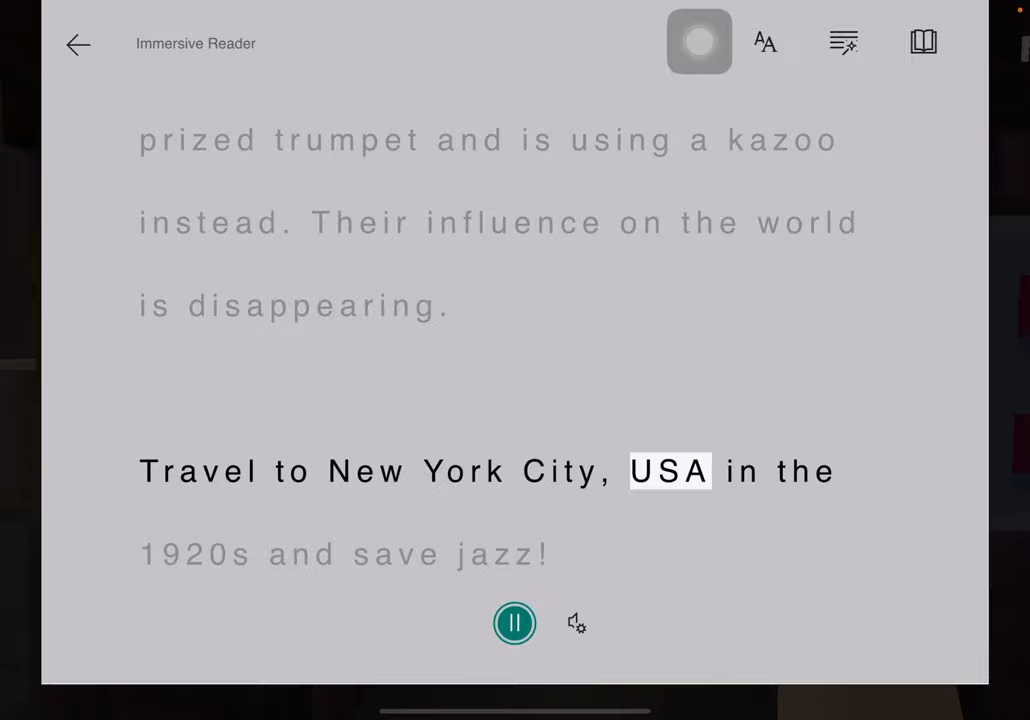 Immersive Reader
prized trumpet and is using a kazoo
instead. Their influence on the world
is disappearing.
Travel to New York City, USA in the
1920s and save jazz!